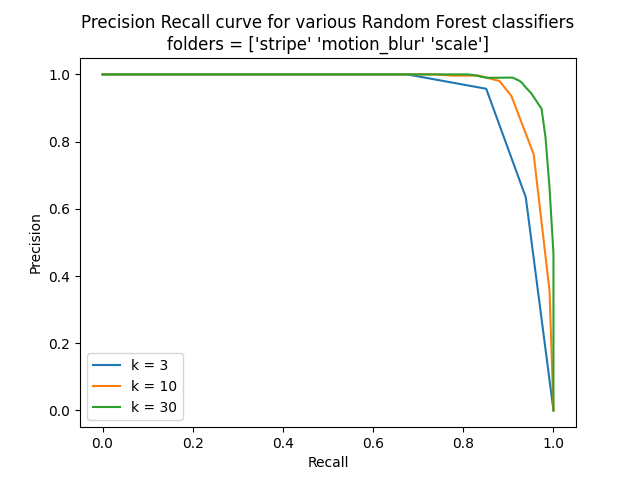 Precision Recall curve for various Random Forest classifiers
folders = ['stripe' 'motion_blur' 'scale']
1.0
0.8
0.6
0.4
0.2
0.0
Precision
k = 3
k = 10
k = 30
0.0 0.2 0.4 0.6 0.8 1.0
Recall